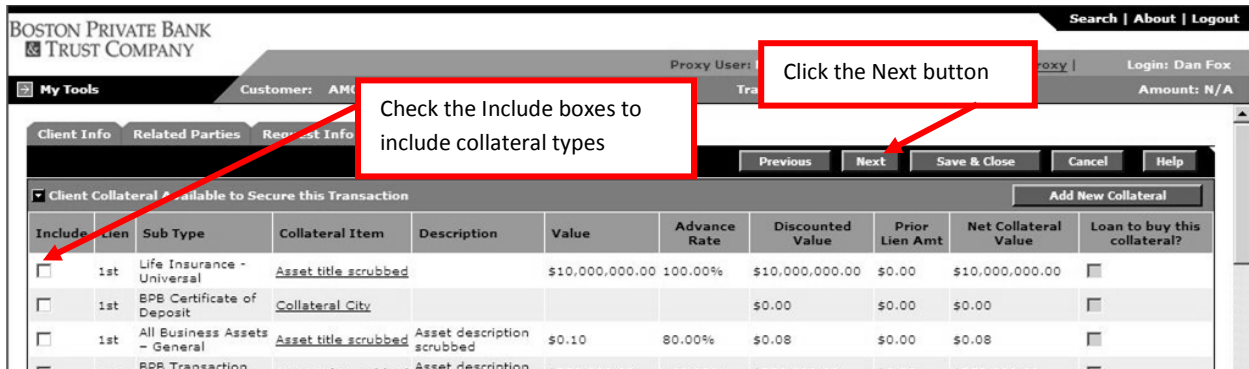 Search | About | Logout
BOSTON PRIVATE BANK
& TRUST COMPANY
Proxy User:
Click the Next button
Login: Dan Fox
My Tools
Customer:
Check the Include boxes to
include collateral types
Amount: N/A
Client Info Related Parties Request Info
Previous Next Save & Close Cancel Help
Client Collateral Available to Secure this Transaction Add New Collateral
Include Lien Sub Type Collateral Item Description Value Advance Rate Discounted Value Prior Lien Amt Net Collateral Value Loan to buy this collateral?
1st Life Insurance - Universal Asset title scrubbed $10,000,000.00 100.00% $10,000,000.00 $0.00 $10,000,000.00
1st BPB Certificate of Deposit Collateral City $0.00 $0.00 $0.00
1st All Business Assets - General Asset title scrubbed Asset description scrubbed $0.10 80.00% $0.08 $0.00 $0.08
BPB Transaction Asset description